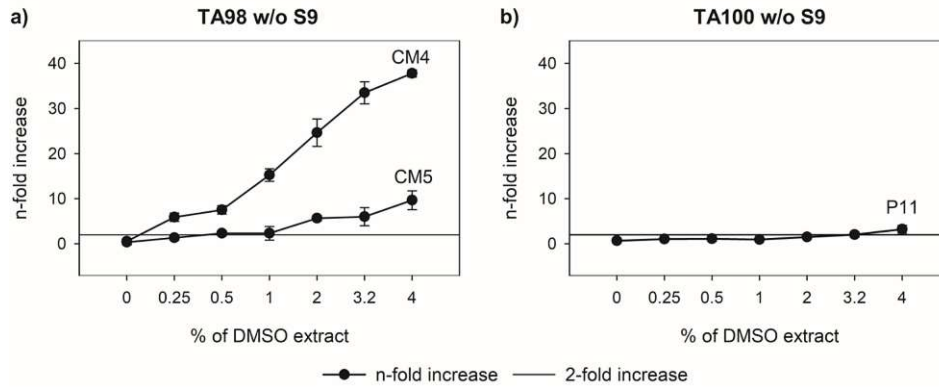 a) TA98 w/o S9
n-fold increase
40
30
20
10
0
CM4
CM5
0 0.25 0.5 1 2 3.2 4
% of DMSO extract
b) TA100 w/o S9
n-fold increase
40
30
20
10
0
P11
0 0.25 0.5 1 2 3.2 4
% of DMSO extract
n-fold increase 2-fold increase